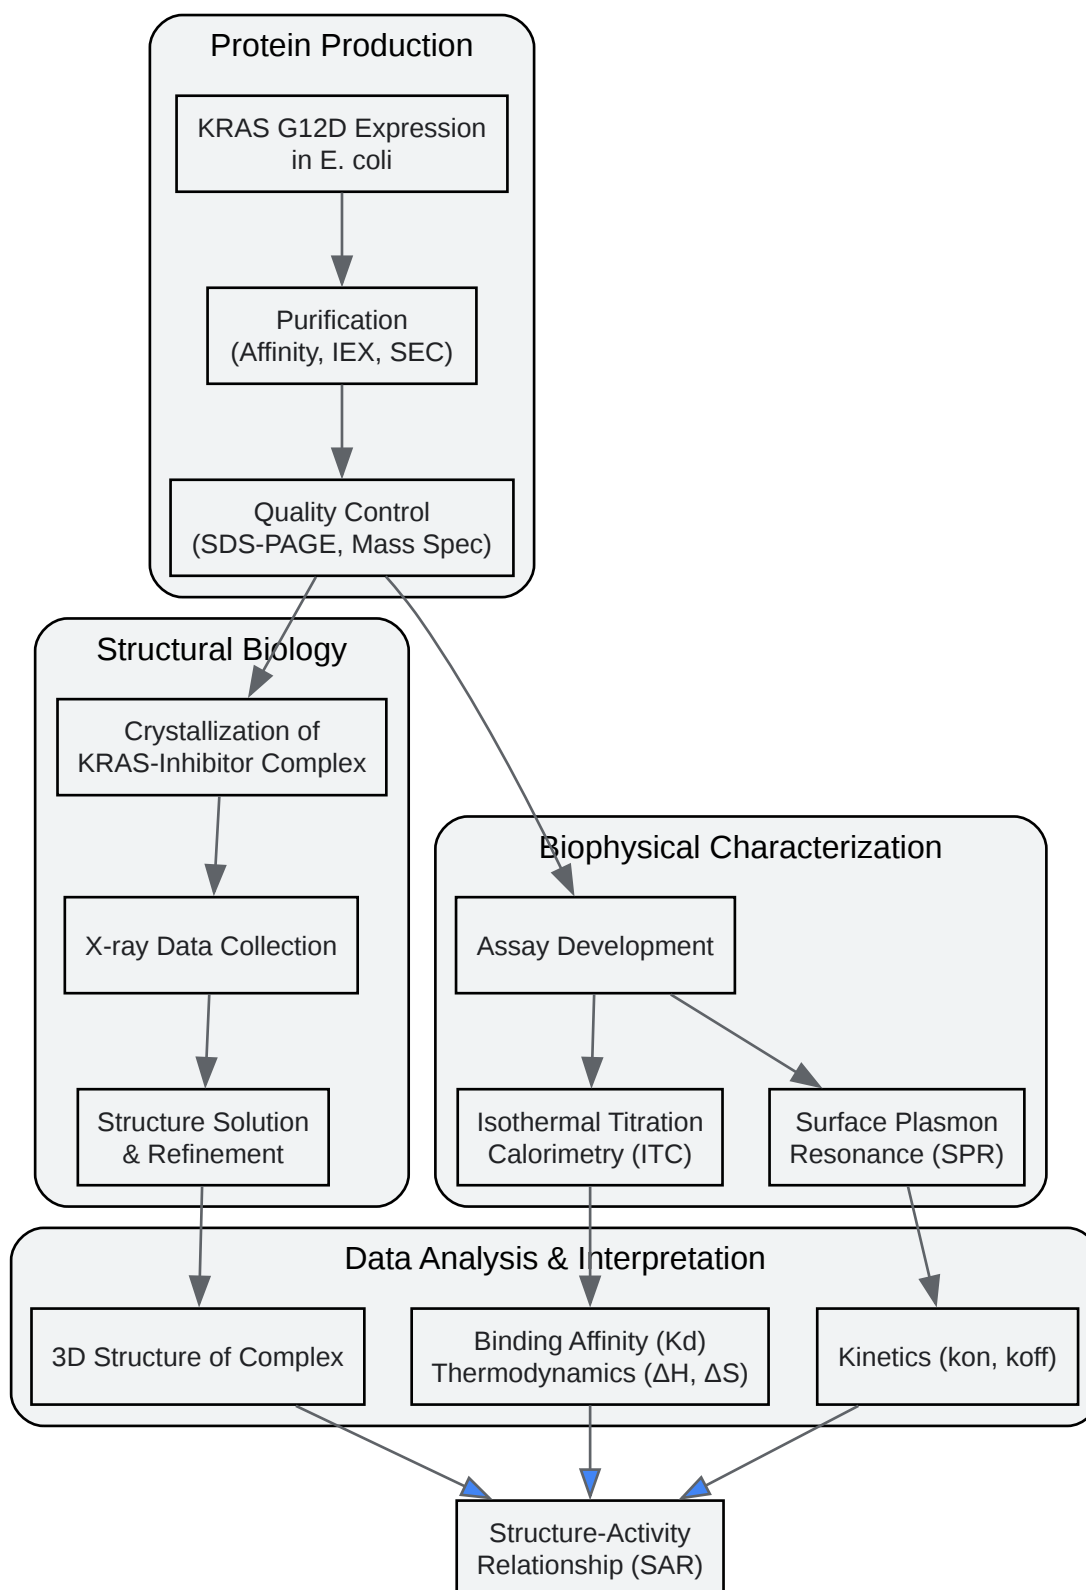 Protein Production
KRAS G12D Expression
in E. coli
Purification
(Affinity, IEX, SEC)
Quality Control
(SDS-PAGE, Mass Spec)
Structural Biology
Crystallization of
KRAS-Inhibitor Complex
X-ray Data Collection
Structure Solution
& Refinement
Biophysical Characterization
Assay Development
Isothermal Titration
Calorimetry (ITC)
Surface Plasmon
Resonance (SPR)
Data Analysis & Interpretation
3D Structure of Complex
Binding Affinity (Kd)
Thermodynamics (ΔH, ΔS)
Kinetics (kon, koff)
Structure-Activity
Relationship (SAR)